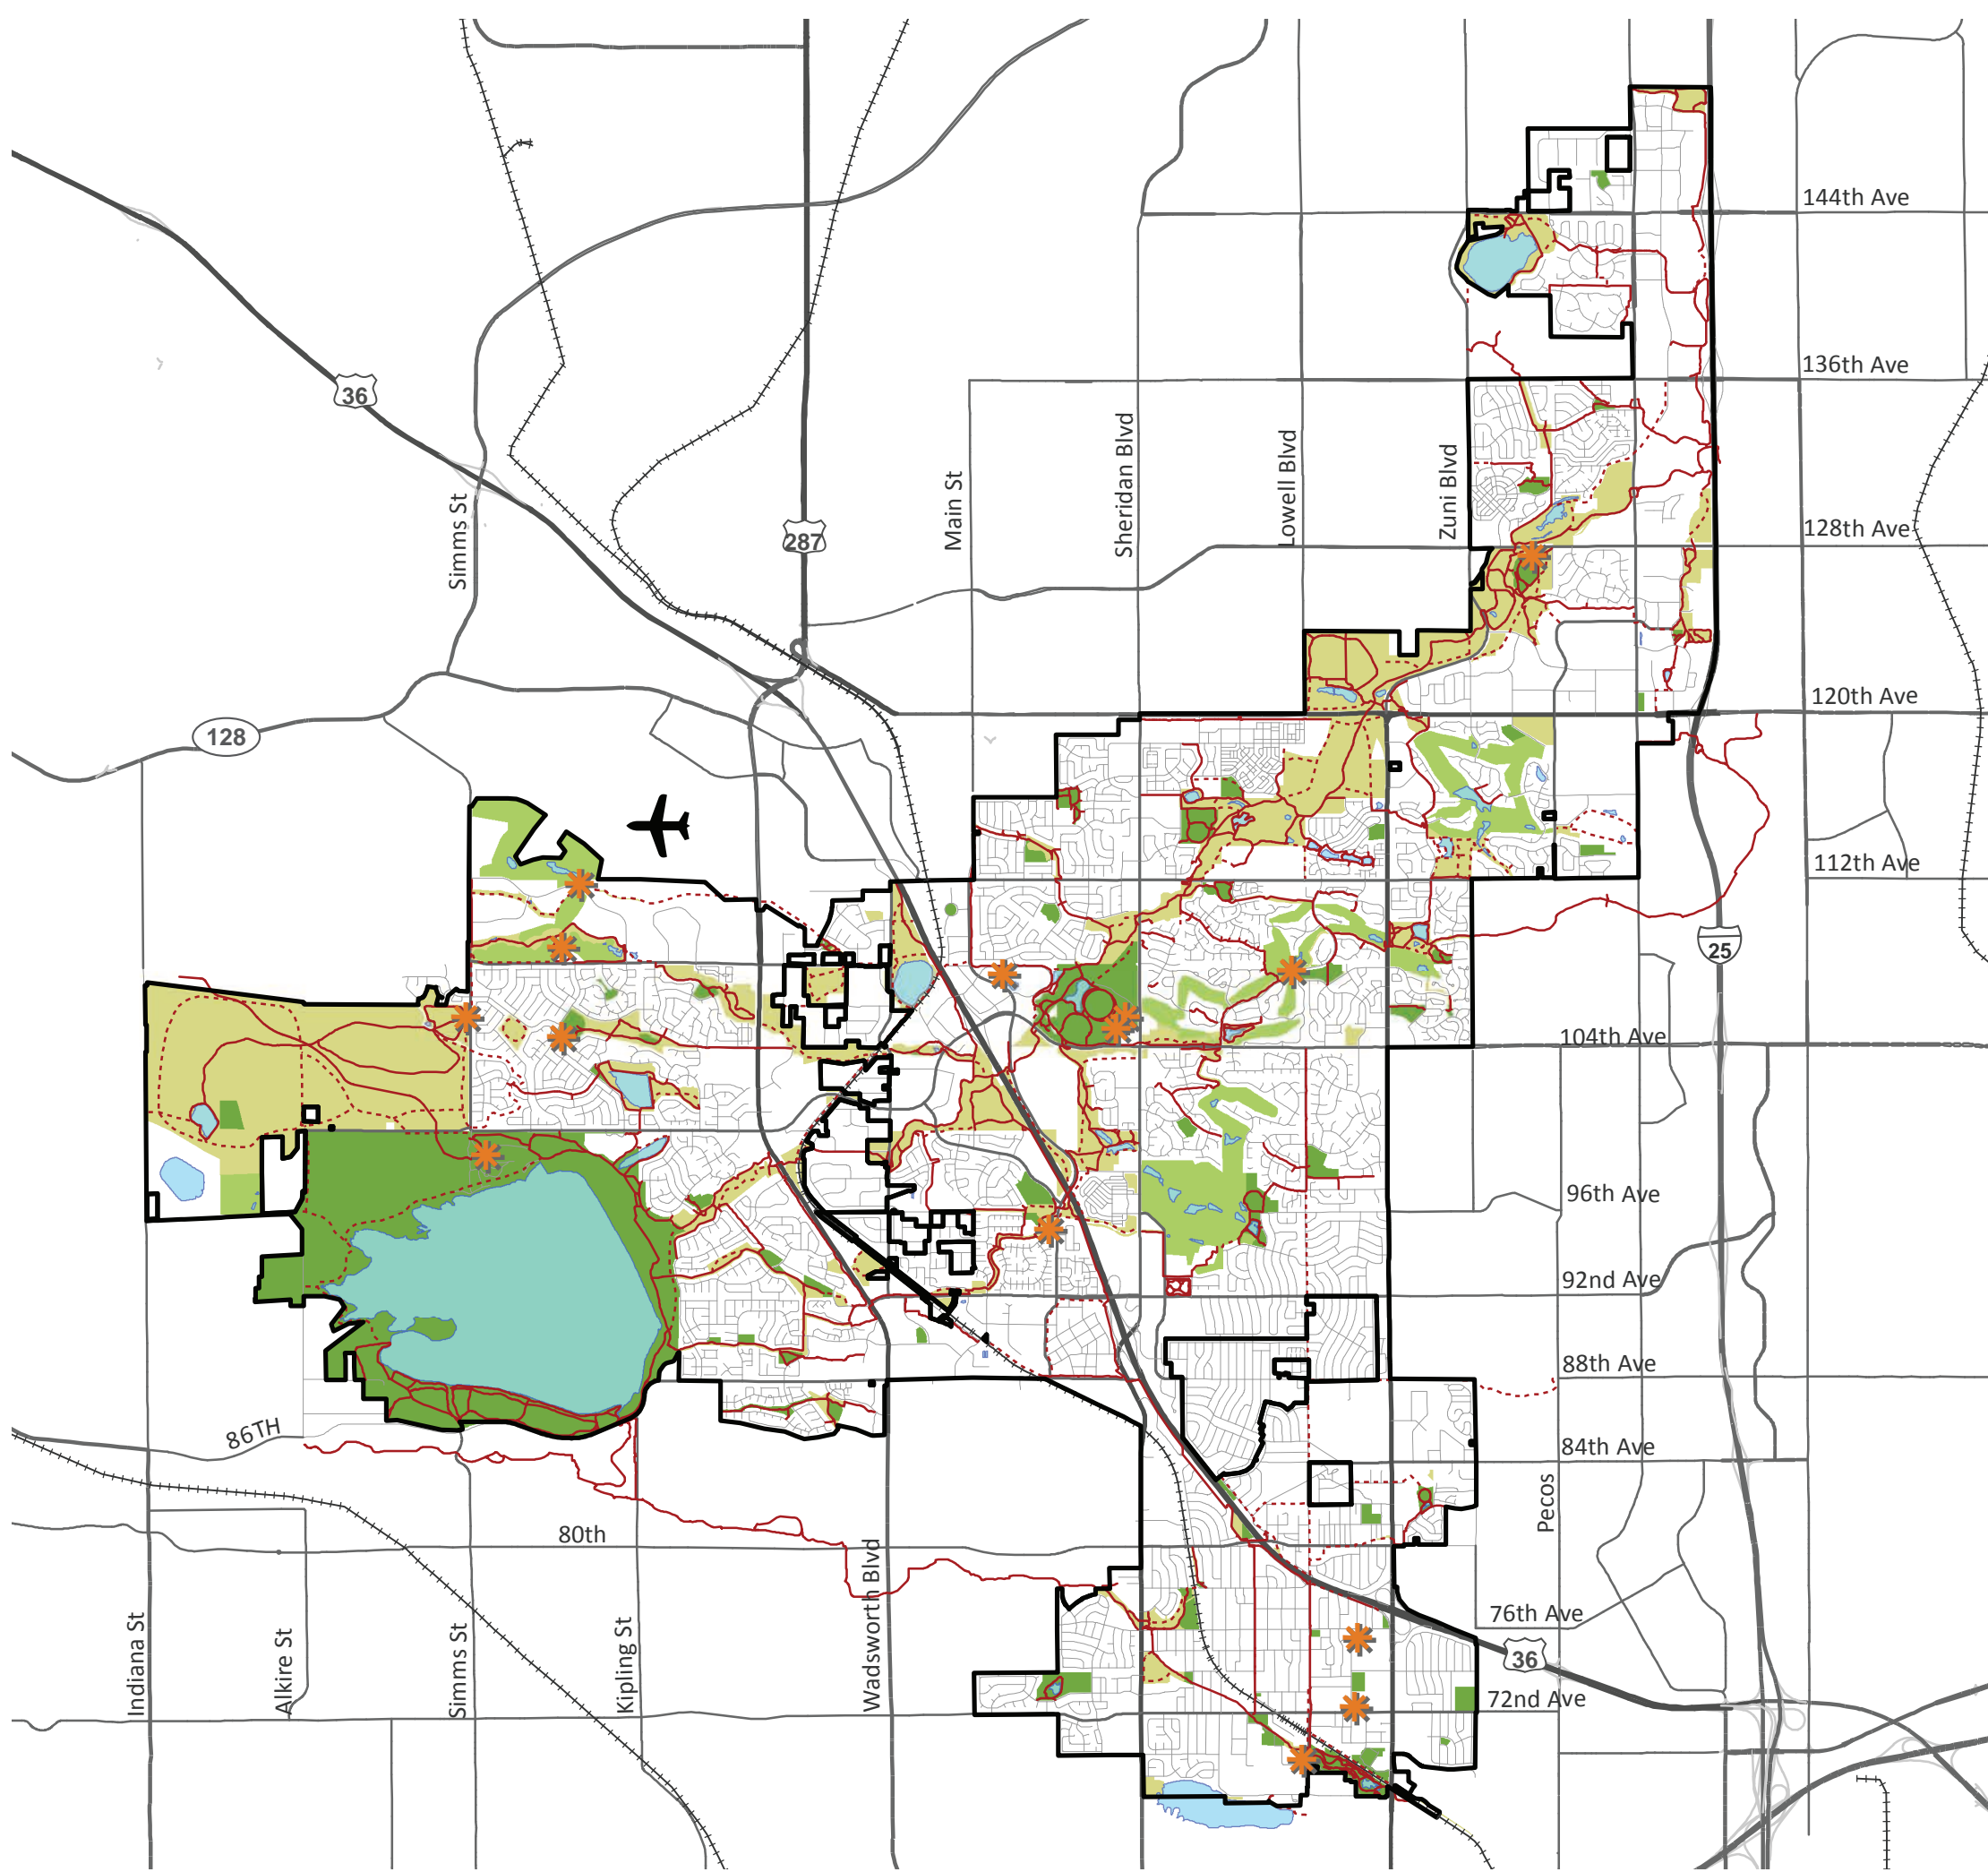 144th Ave
136th Ave
36
Sheridan Blvd
Lowell Blvd
Zuni Blvd
Main St
Simms St
287
128th Ave
120th Ave
128
112th Ave
25
104th Ave
96th Ave
92nd Ave
88th Ave
86TH
84th Ave
Pecos
80th
Wadsworth Blvd
76th Ave
36
Indiana St
Alkire St
Simms St
Kipling St
72nd Ave